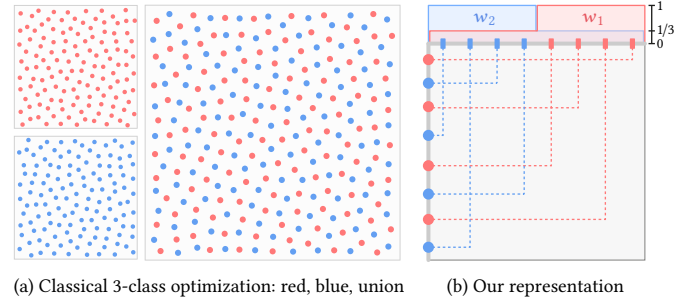 w₂
w₁
1
1/3
0
(a) Classical 3-class optimization: red, blue, union
(b) Our representation